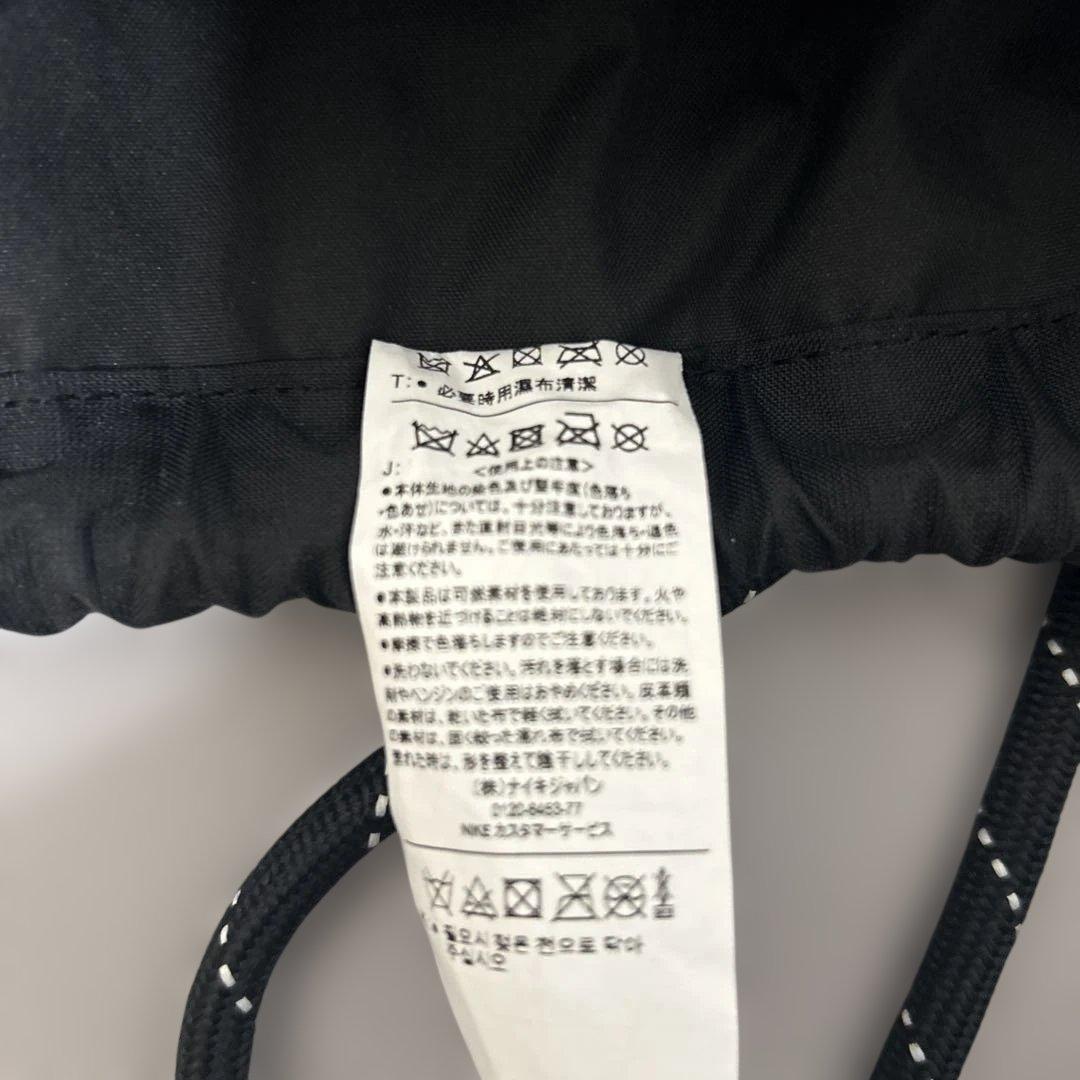 T: • 必要時用濕布清潔
J: <使用上の注意>
•本体生地の染色及び堅牢度(色落ち
・色あせ)については、十分注意しておりますが、
水・汗など、また直射日光等により色落ち・退色
は避けられません。ご使用にあたっては十分にご
注意ください。
•本製品は可燃素材を使用しております。火や
高熱物を近づけることは絶対にしないでください。
•摩擦で色落ちしますのでご注意ください。
•洗わないでください。汚れを落とす場合には洗
剤やベンジンのご使用はおやめください。皮革類
の素材は、乾いた布で軽く拭いてください。その他
の素材は、固く絞った濡れ布で拭いてください。
濡れた時は、形を整えて陰干ししてください。
(株)ナイキジャパン
0120-6453-77
NIKE カスタマーサービス
• 필요시 젖은 천으로 닦아
주십시오